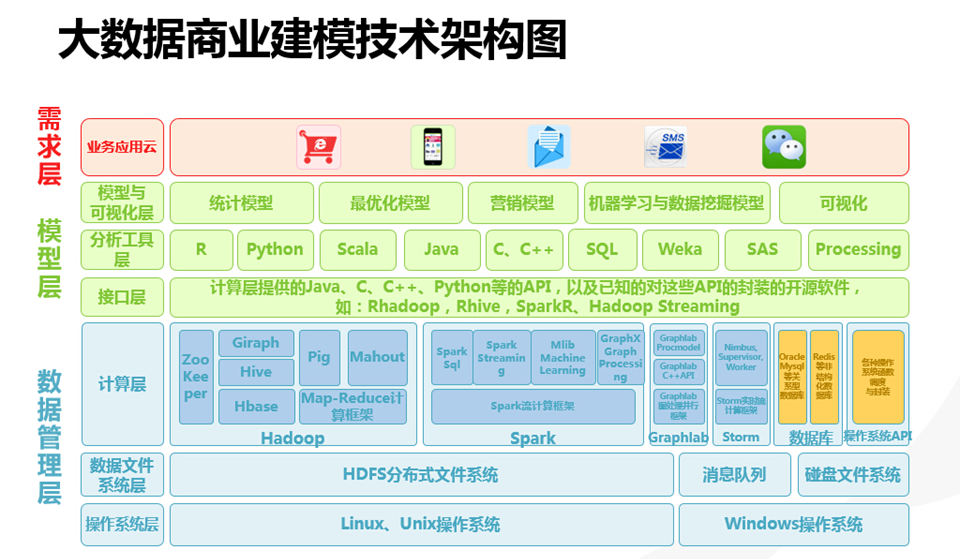 大数据商业建模技术架构图
需求层
业务应用云
SMS
模型层
模型与
可视化层
统计模型
最优化模型
营销模型
机器学习与数据挖掘模型
可视化
分析工具
层
R
Python
Scala
Java
C、C++
SQL
Weka
SAS
Processing
接口层
计算层提供的Java、C、C++、Python等的API，以及已知的对这些API的封装的开源软件，
如：Rhadoop，Rhive，SparkR、Hadoop Streaming
数据管理层
计算层
Zoo
Kee
per
Giraph
Hive
Hbase
Pig
Mahout
Map-Reduce计
算框架
Hadoop
Spark
Sql
Spark
Streamin
g
Mlib
Machine
Learning
GraphX
Graph
Processi
ng
Spark流计算框架
Spark
Graphlab
Procmodel
Graphlab
C++API
Graphlab
图处理并行
框架
Graphlab
Nimbus,
Supervisor,
Worker
Storm实时流
计算框架
Storm
Oracle
Mysql
等关
系型
数据库
Redis
等非
结构
化数
据库
数据库
各种操作
系统函数
调度
与封装
操作系统API
数据文件
系统层
HDFS分布式文件系统
消息队列
磁盘文件系统
操作系统层
Linux、Unix操作系统
Windows操作系统